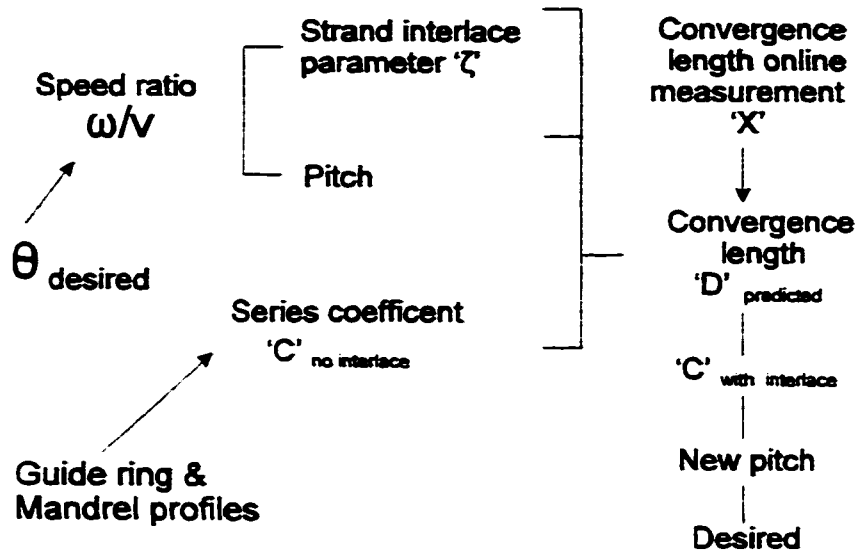 Strand interlace
parameter 'ζ'
Speed ratio
ω/v
Pitch
θ desired
Series coefficent
'C' no interlace
Guide ring &
Mandrel profiles
Convergence
length online
measurement
'X'
Convergence
length
'D' predicted
'C' with interlace
New pitch
Desired